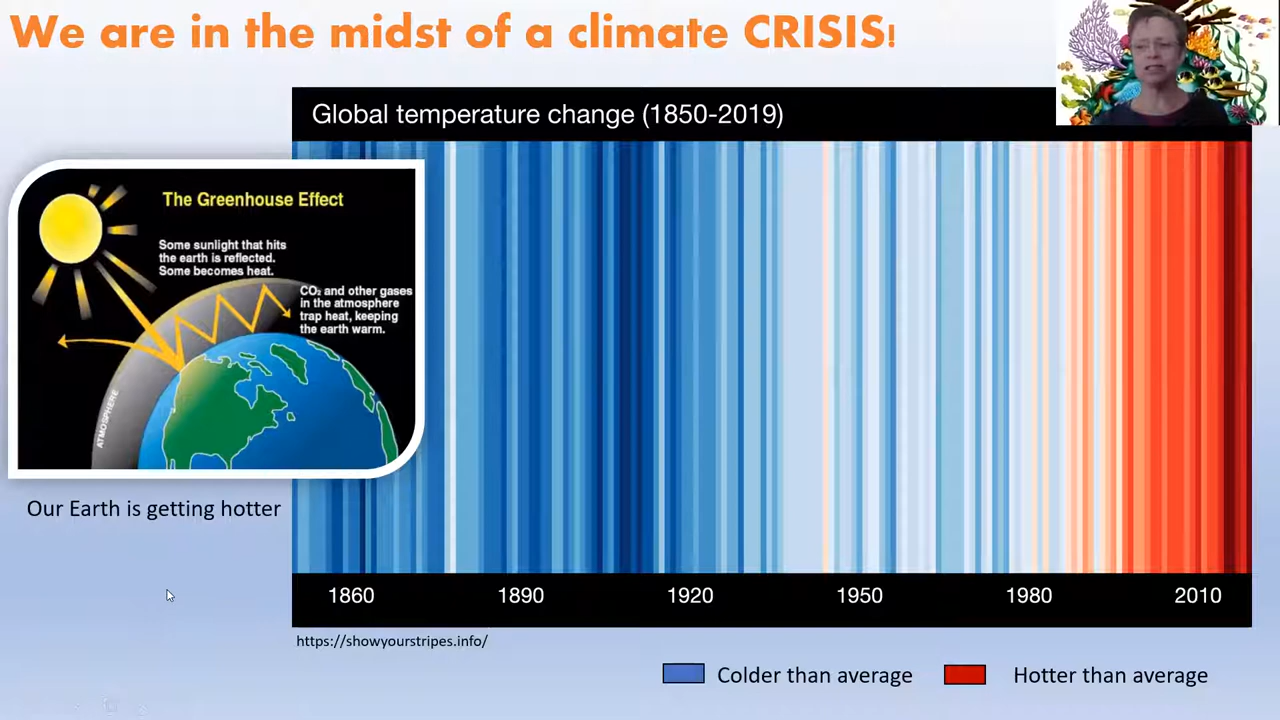 We are in the midst of a climate CRISIS!
Global temperature change (1850-2019)
The Greenhouse Effect
Some sunlight that hits
the earth is reflected.
Some becomes heat.
CO₂ and other gases
in the atmosphere
trap heat, keeping
the earth warm.
ATMOSPHERE
Our Earth is getting hotter
1860 1890 1920 1950 1980 2010
https://showyourstripes.info/
Colder than average
Hotter than average